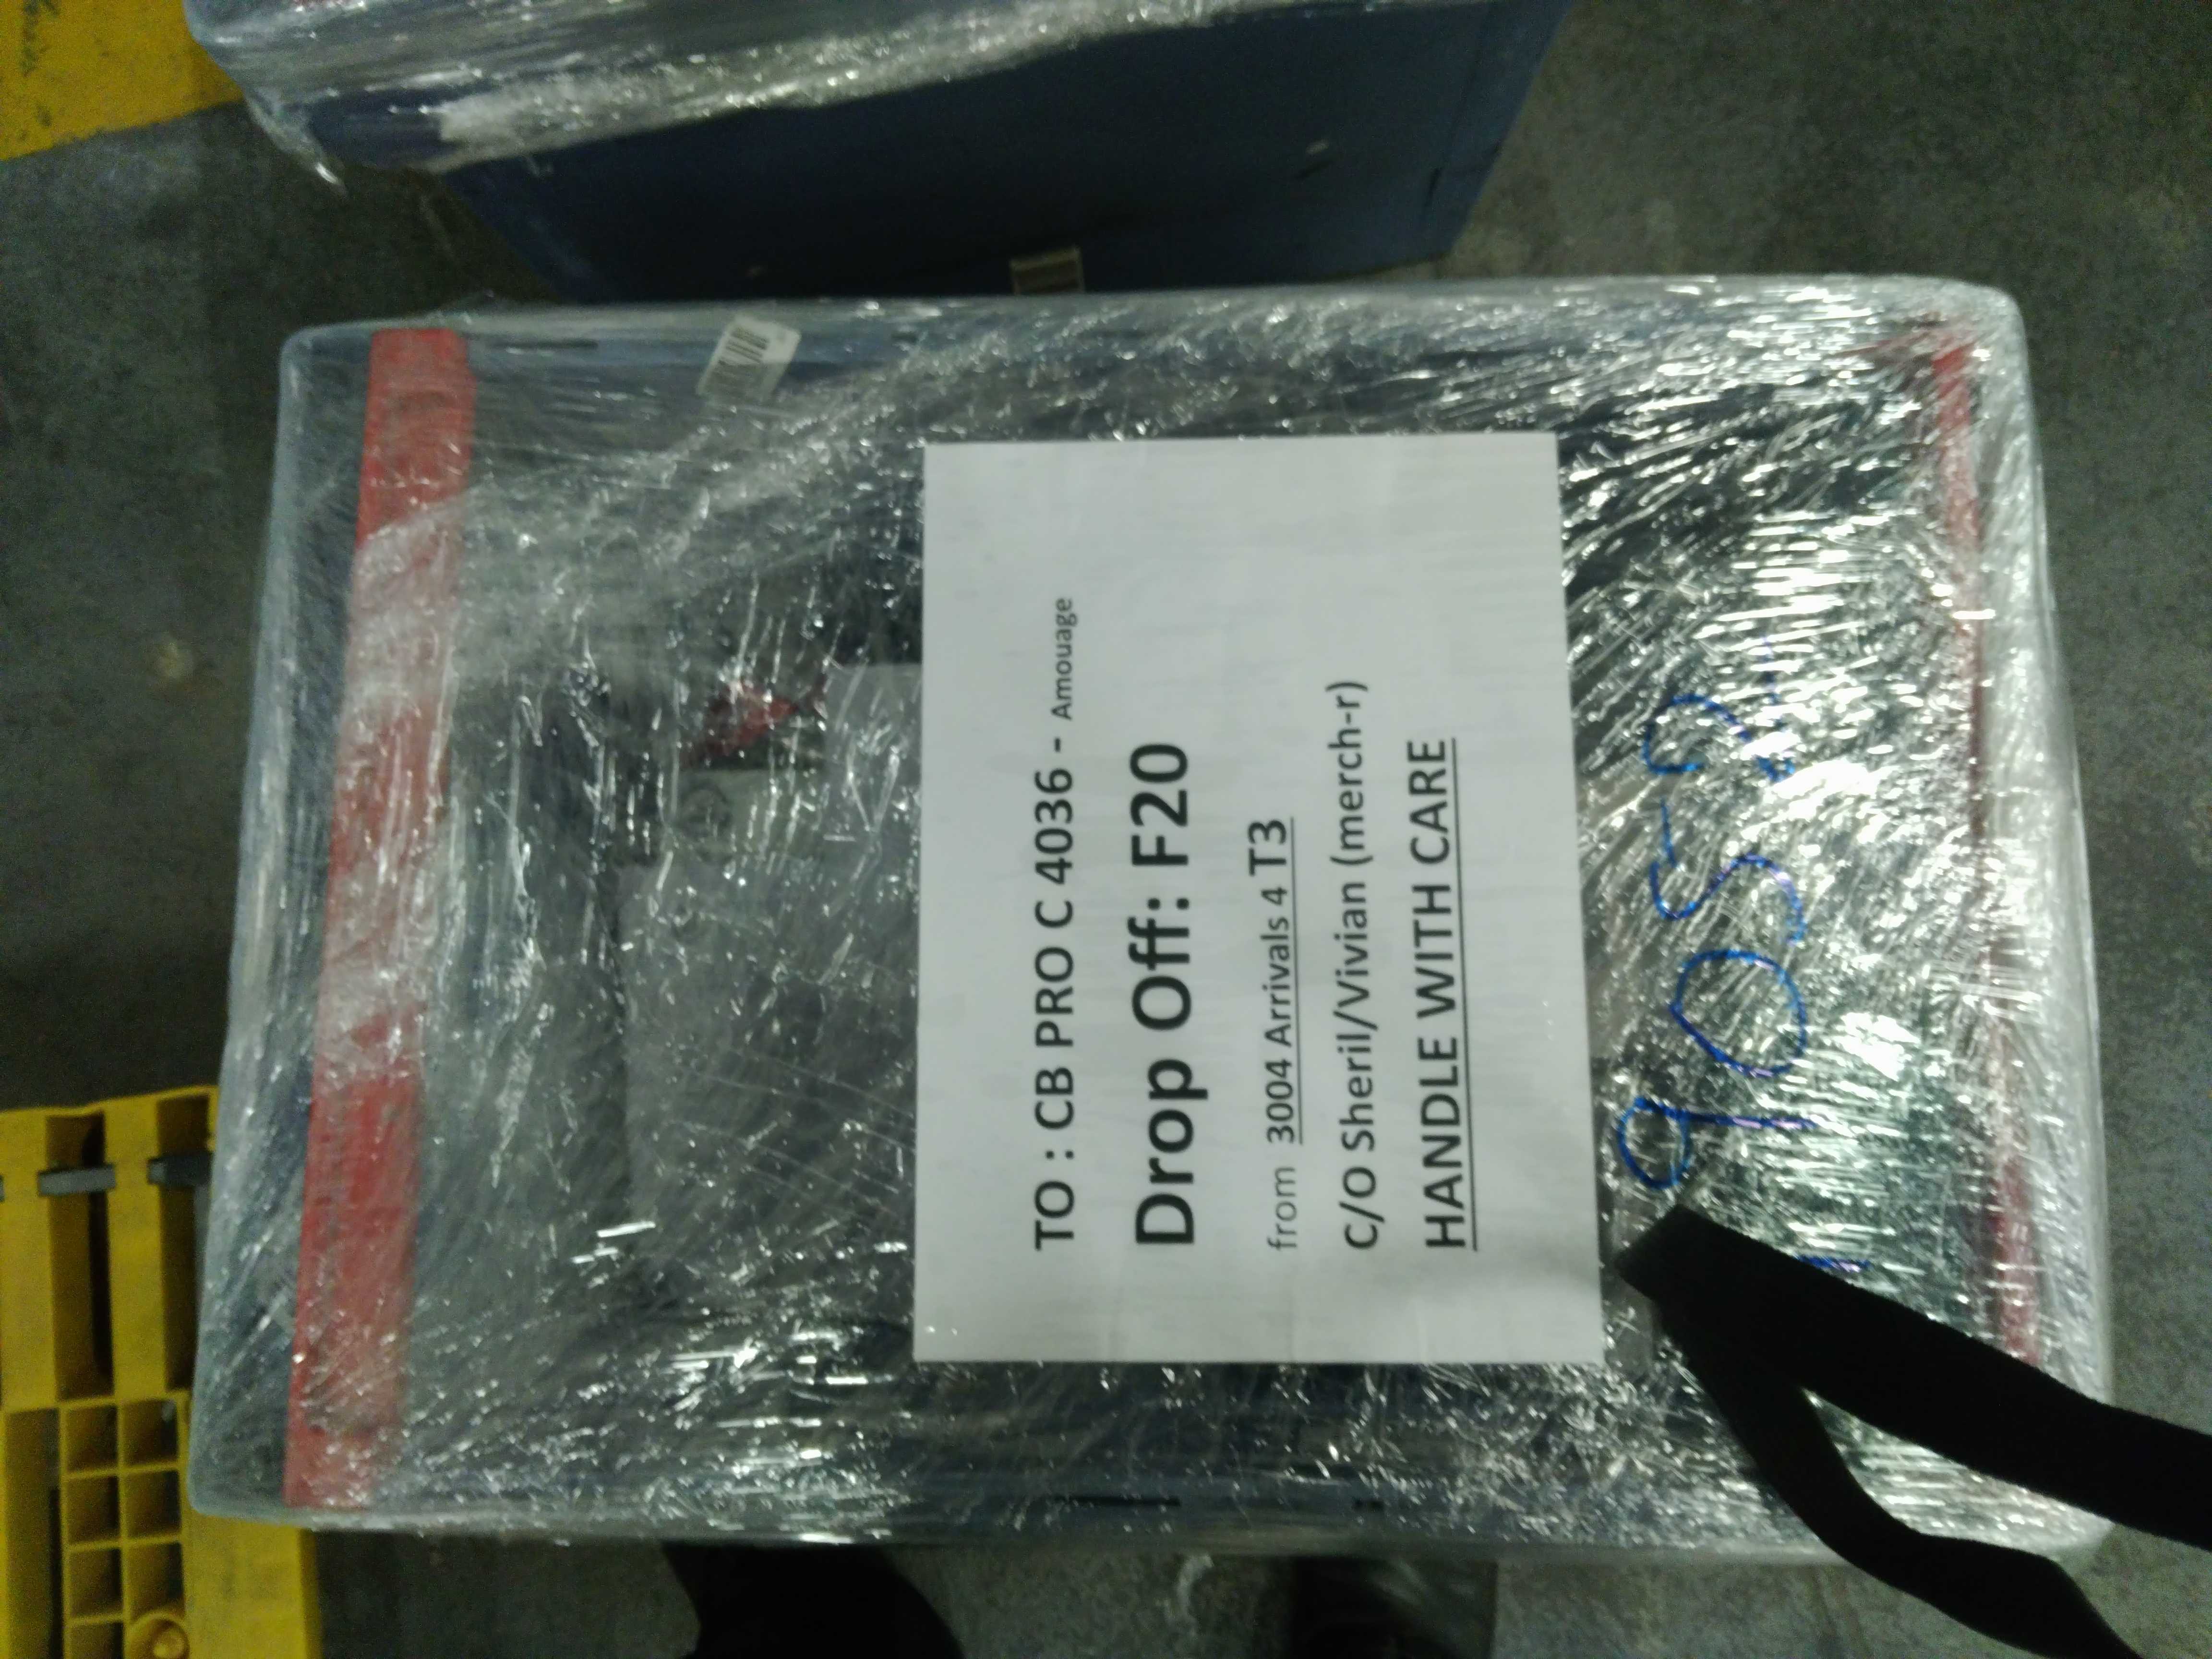 TO : CB PRO C 4036 - Amouage
Drop Off: F20
from 3004 Arrivals 4 T3
C/O Sheril/Vivian (merch-r)
HANDLE WITH CARE